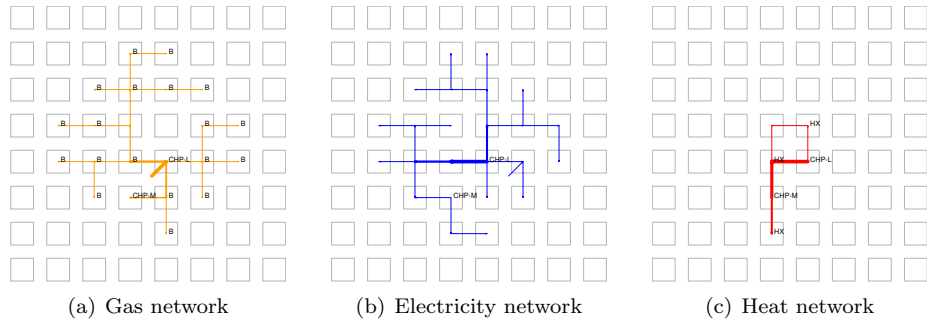 B B
B B B B
B B B B
B B B CHP-L B B
B CHP-M B B
B
(a) Gas network
CHP-L
CHP-M
(b) Electricity network
HX
HX CHP-L
CHP-M
HX
(c) Heat network